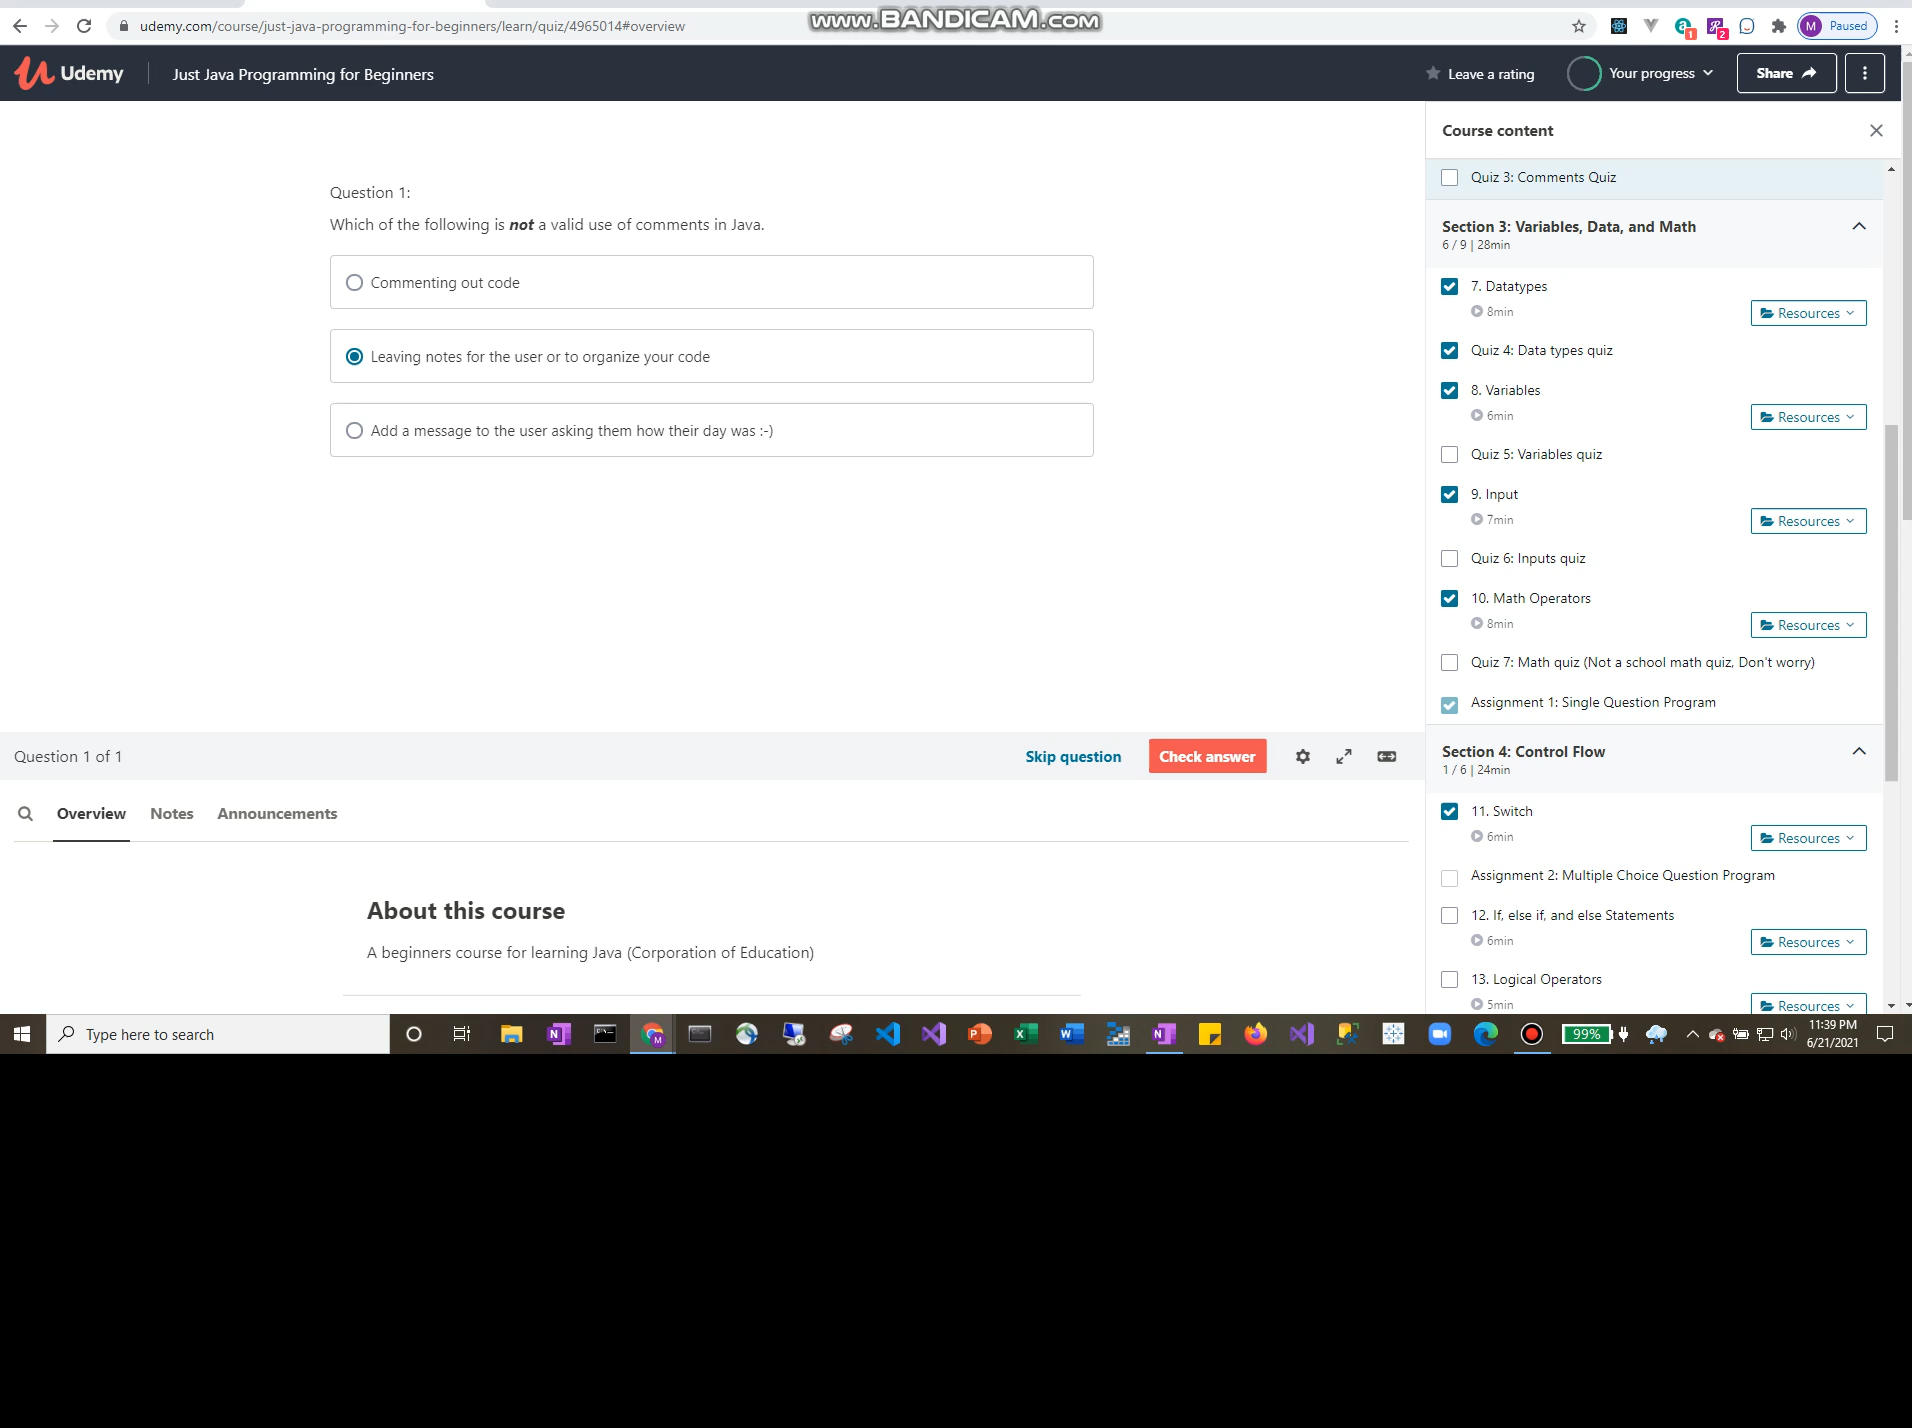 udemy.com/course/just-java-programming-for-beginners/learn/quiz/4965014#overview
www.BANDICAM.com
1
2
M
Paused
Udemy
Just Java Programming for Beginners
Leave a rating
Your progress
Share
Question 1:
Which of the following is not a valid use of comments in Java.
Commenting out code
Leaving notes for the user or to organize your code
Add a message to the user asking them how their day was :-)
Question 1 of 1
Skip question
Check answer
Overview
Notes
Announcements
About this course
A beginners course for learning Java (Corporation of Education)
Course content
Quiz 3: Comments Quiz
Section 3: Variables, Data, and Math
6 / 9 | 28min
7. Datatypes
8min
Resources
Quiz 4: Data types quiz
8. Variables
6min
Resources
Quiz 5: Variables quiz
9. Input
7min
Resources
Quiz 6: Inputs quiz
10. Math Operators
8min
Resources
Quiz 7: Math quiz (Not a school math quiz, Don't worry)
Assignment 1: Single Question Program
Section 4: Control Flow
1 / 6 | 24min
11. Switch
6min
Resources
Assignment 2: Multiple Choice Question Program
12. If, else if, and else Statements
6min
Resources
13. Logical Operators
5min
Resources
Type here to search
99%
11:39 PM
6/21/2021